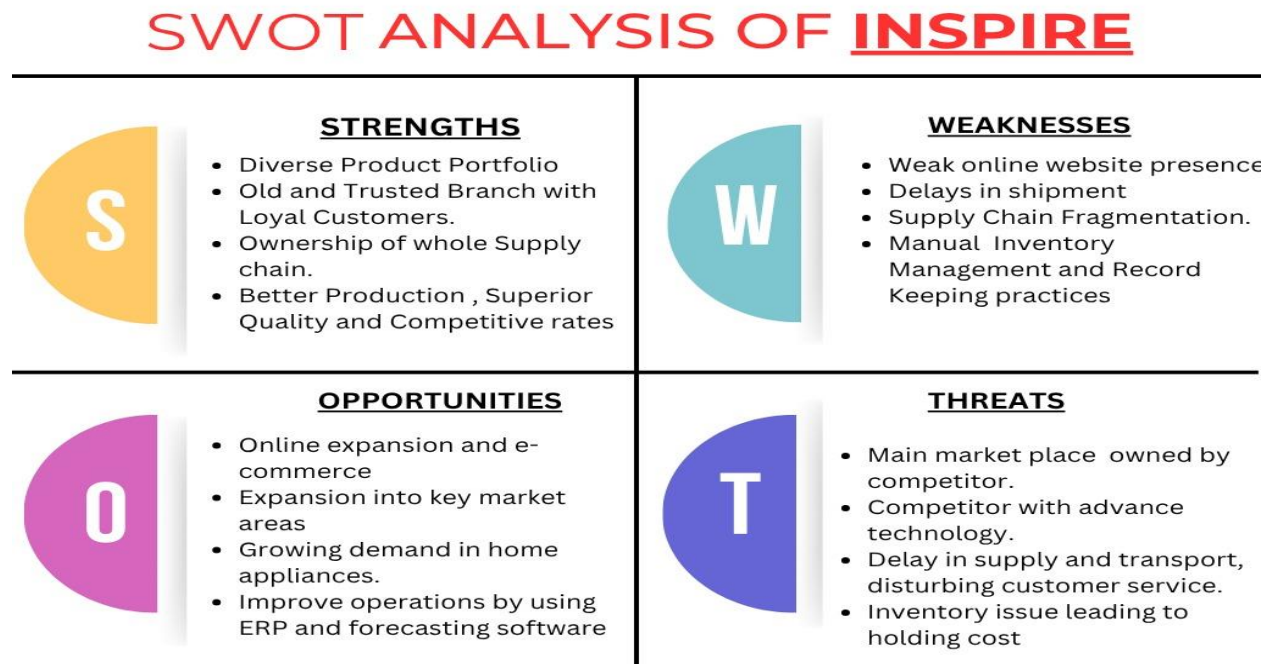 SWOT ANALYSIS OF INSPIRE
S
STRENGTHS
• Diverse Product Portfolio
• Old and Trusted Branch with
Loyal Customers.
• Ownership of whole Supply
chain.
• Better Production , Superior
Quality and Competitive rates
W
WEAKNESSES
• Weak online website presence
• Delays in shipment
• Supply Chain Fragmentation.
• Manual Inventory
Management and Record
Keeping practices
O
OPPORTUNITIES
• Online expansion and e-
commerce
• Expansion into key market
areas
• Growing demand in home
appliances.
• Improve operations by using
ERP and forecasting software
T
THREATS
• Main market place owned by
competitor.
• Competitor with advance
technology.
• Delay in supply and transport,
disturbing customer service.
• Inventory issue leading to
holding cost